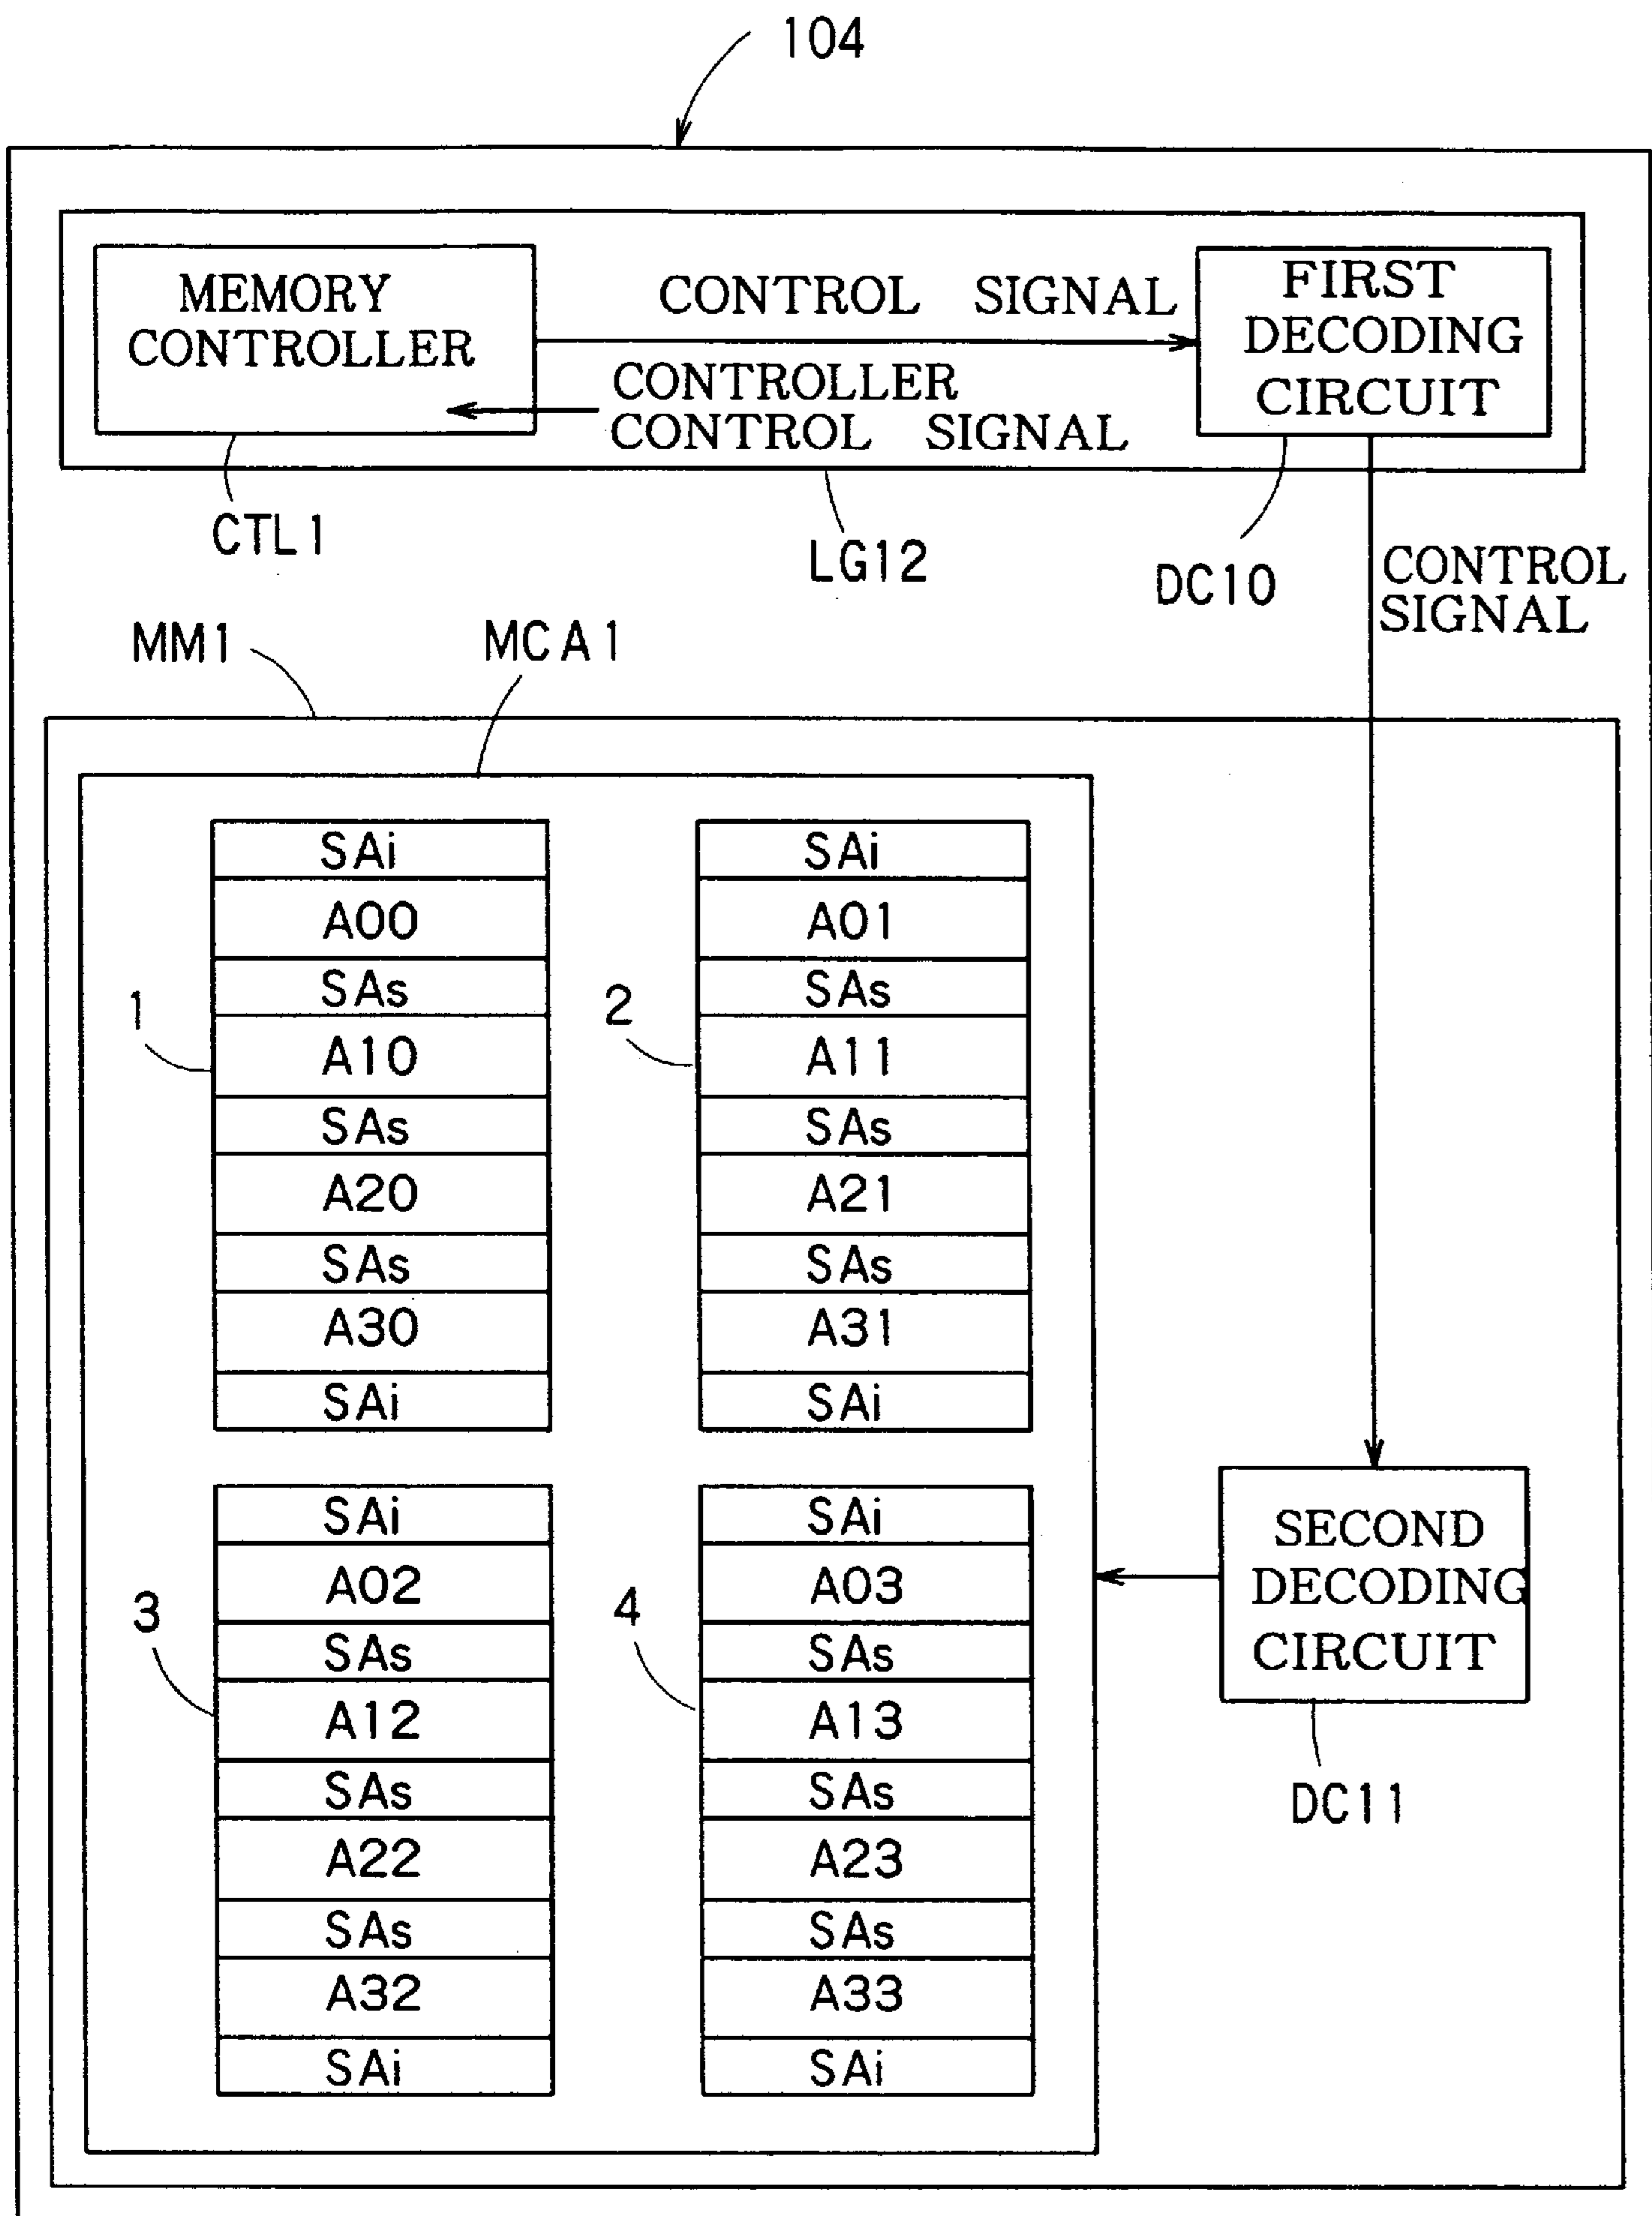 104
MEMORY
CONTROLLER
CONTROL SIGNAL
CONTROLLER
CONTROL SIGNAL
FIRST
DECODING
CIRCUIT
CTL1
LG12
DC10
CONTROL
SIGNAL
MM1
MCA1
1
SAi
A00
SAs
A10
SAs
A20
SAs
A30
SAi
2
SAi
A01
SAs
A11
SAs
A21
SAs
A31
SAi
3
SAi
A02
SAs
A12
SAs
A22
SAs
A32
SAi
4
SAi
A03
SAs
A13
SAs
A23
SAs
A33
SAi
SECOND
DECODING
CIRCUIT
DC11